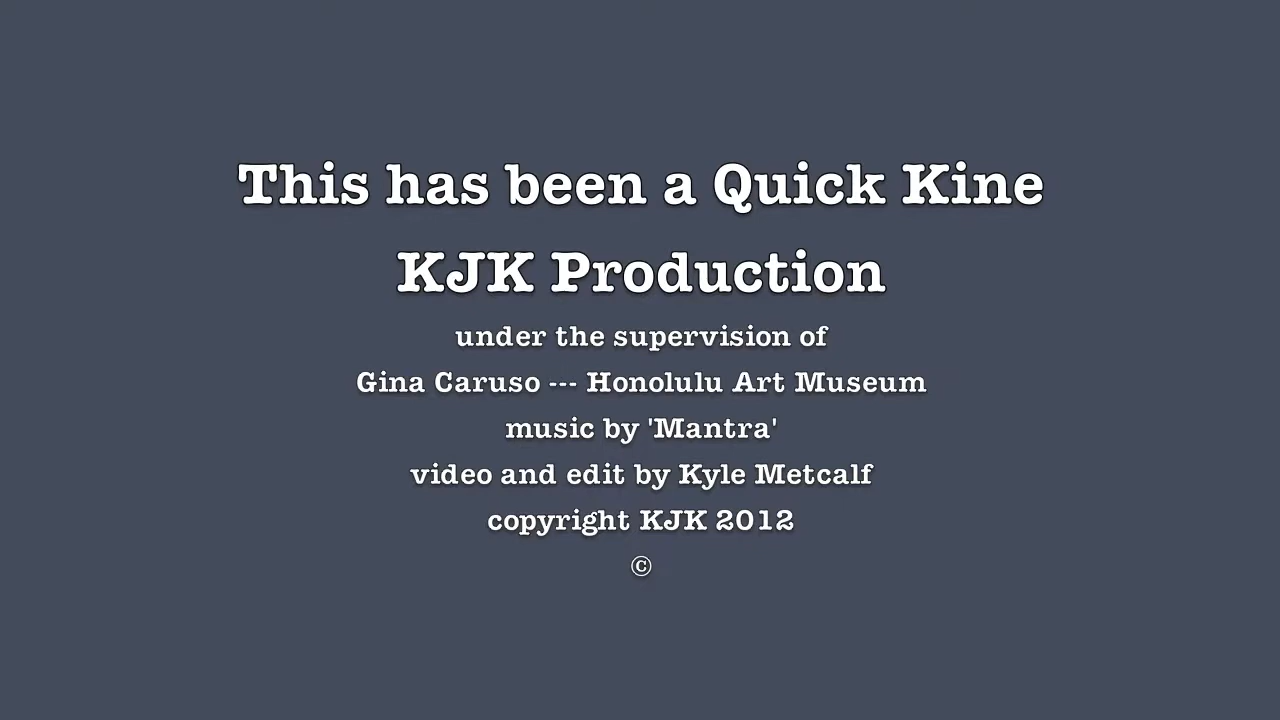 This has been a Quick Kine
KJK Production
under the supervision of
Gina Caruso --- Honolulu Art Museum
music by 'Mantra'
video and edit by Kyle Metcalf
copyright KJK 2012
©